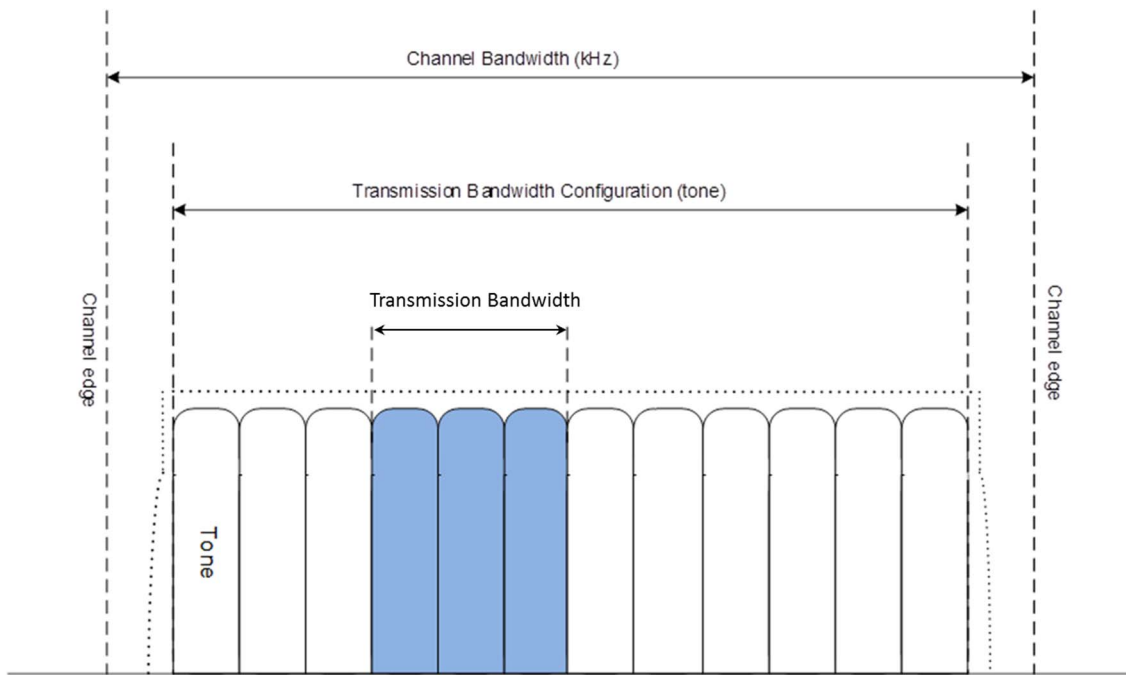 Channel Bandwidth (kHz)
Transmission Bandwidth Configuration (tone)
Transmission Bandwidth
Channel edge
Channel edge
Tone